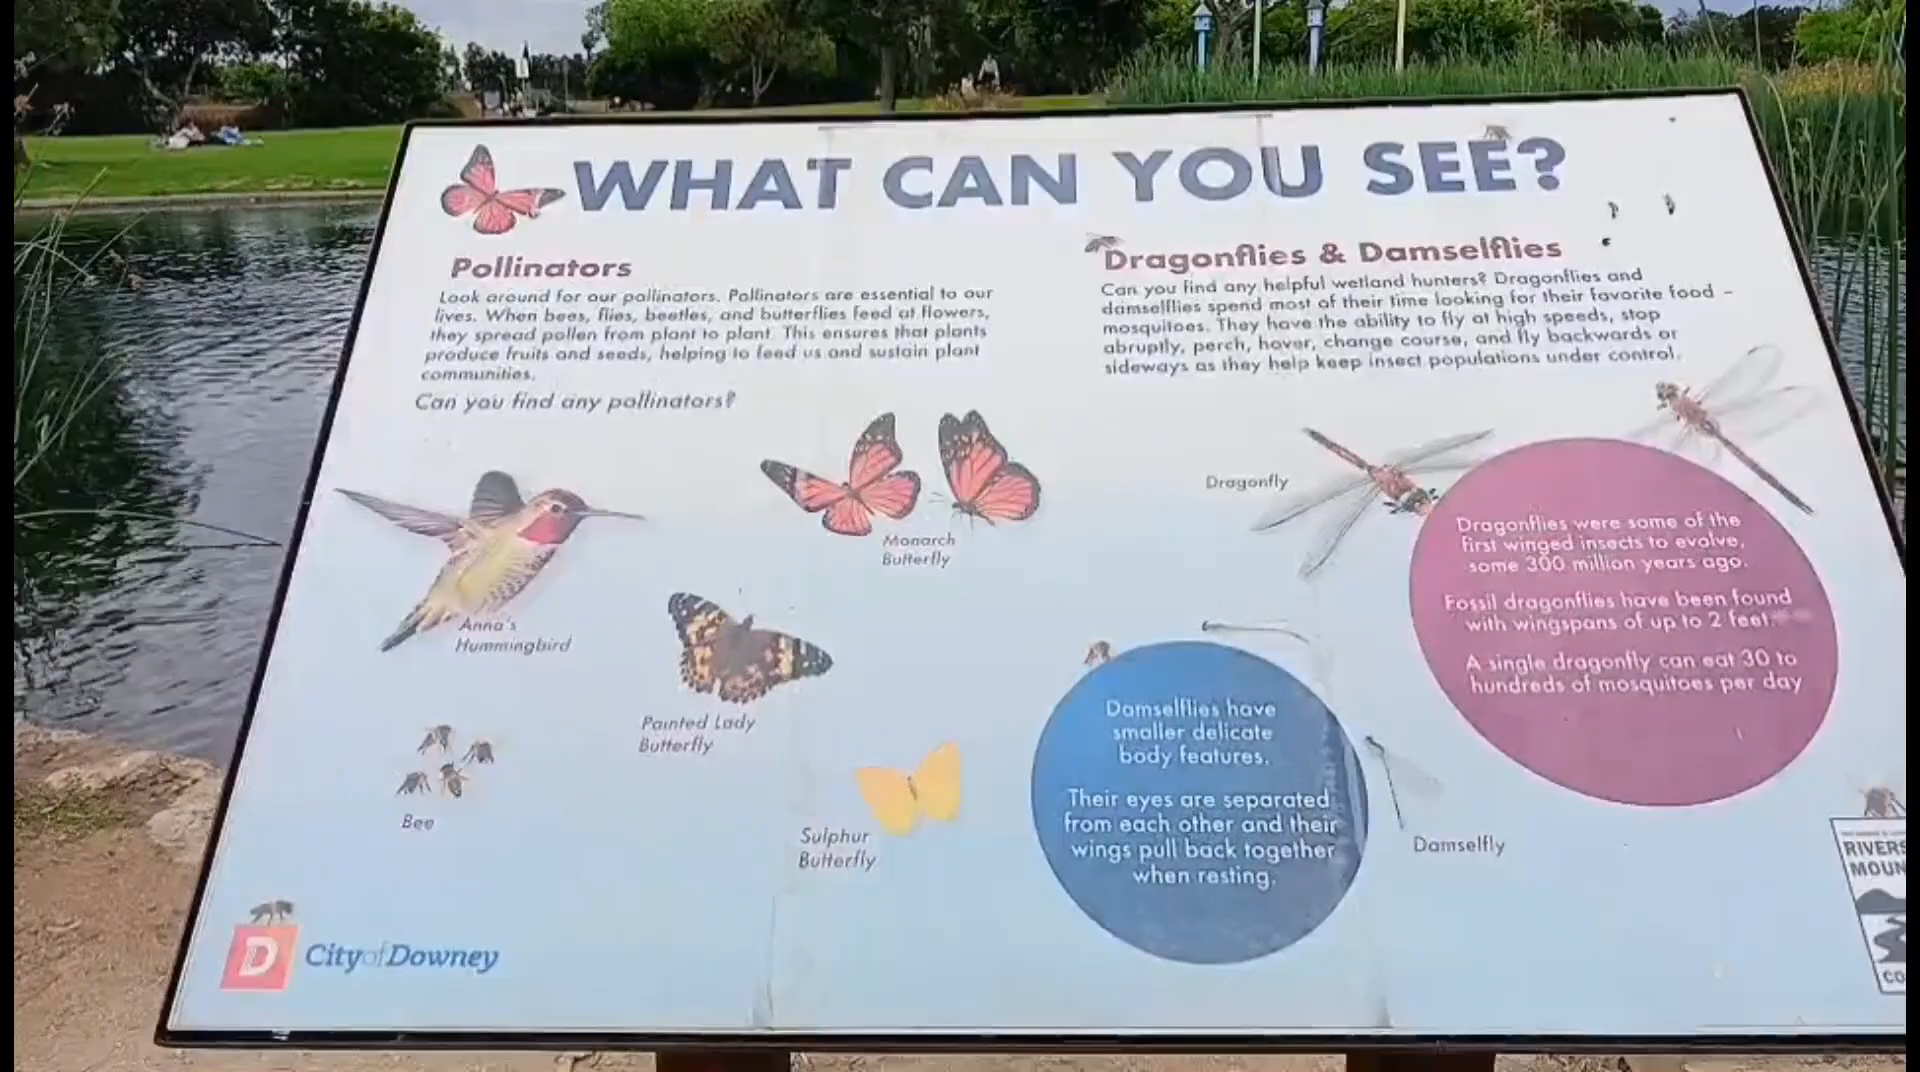 WHAT CAN YOU SEE?
Pollinators
Look around for our pollinators. Pollinators are essential to our
lives. When bees, flies, beetles, and butterflies feed at flowers,
they spread pollen from plant to plant. This ensures that plants
produce fruits and seeds, helping to feed us and sustain plant
communities.
Can you find any pollinators?
Anna's
Hummingbird
Monarch
Butterfly
Painted Lady
Butterfly
Bee
Sulphur
Butterfly
Dragonflies & Damselflies
Can you find any helpful wetland hunters? Dragonflies and
damselflies spend most of their time looking for their favorite food –
mosquitoes. They have the ability to fly at high speeds, stop
abruptly, perch, hover, change course, and fly backwards or
sideways as they help keep insect populations under control.
Dragonfly
Dragonflies were some of the
first winged insects to evolve,
some 300 million years ago.
Fossil dragonflies have been found
with wingspans of up to 2 feet.
A single dragonfly can eat 30 to
hundreds of mosquitoes per day
Damselflies have
smaller delicate
body features.
Their eyes are separated
from each other and their
wings pull back together
when resting.
Damselfly
D CityofDowney
RIVERS
MOUN
CO